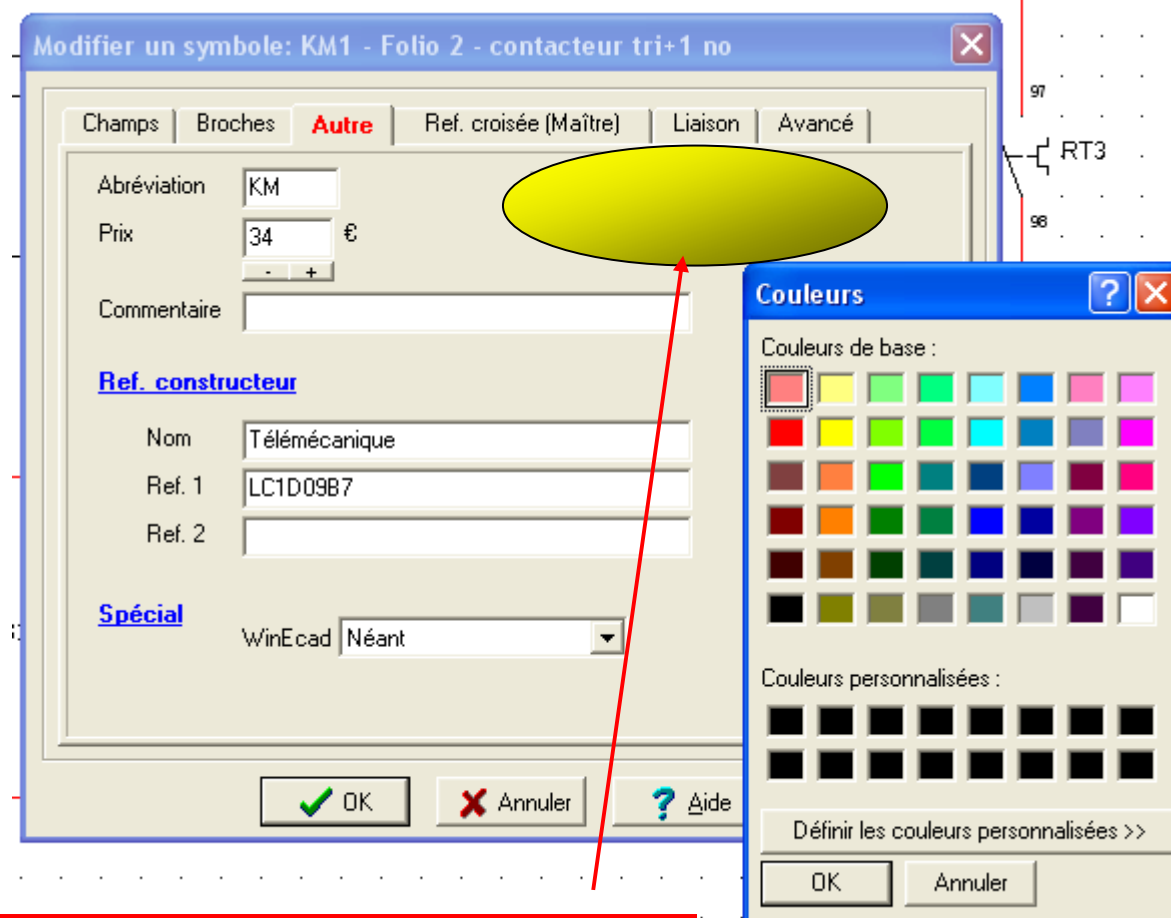 Modifier un symbole: KM1 - Folio 2 - contacteur tri+1 no
Champs Broches Autre Ref. croisée (Maître) Liaison Avancé
Abréviation KM
Prix 34 €
- +
Commentaire
Ref. constructeur
Nom Télémécanique
Ref. 1 LC1D09B7
Ref. 2
Spécial
WinEcad Néant
OK Annuler ? Aide
97
RT3
98
Couleurs ?
Couleurs de base :
Couleurs personnalisées :
Définir les couleurs personnalisées >>
OK Annuler